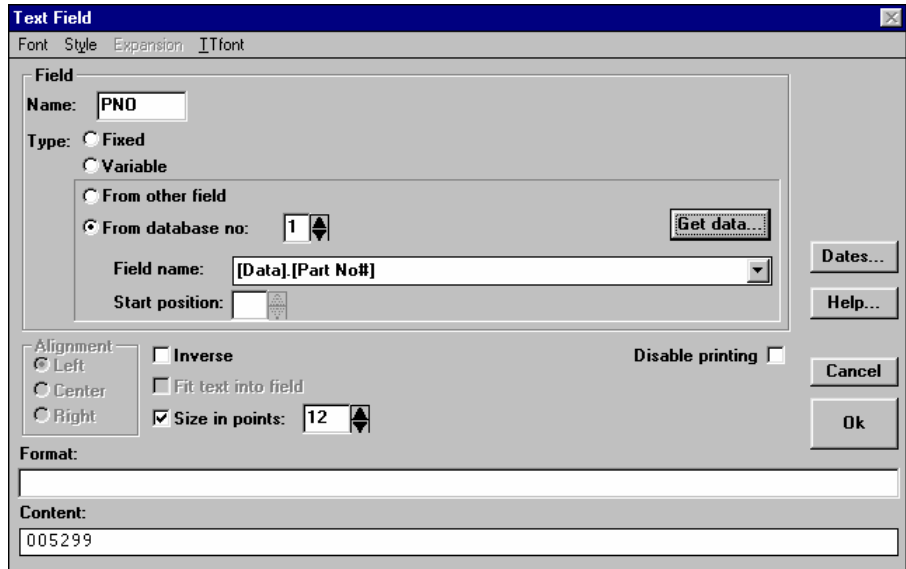 Text Field
Font Style Expansion TTfont
Field
Name: PNO
Type: Fixed
Variable
From other field
From database no: 1 Get data...
Field name: [Data].[Part No#]
Start position:
Dates...
Help...
Alignment
Left
Center
Right
Inverse
Fit text into field
Size in points: 12
Disable printing
Cancel
Ok
Format:
Content:
005299